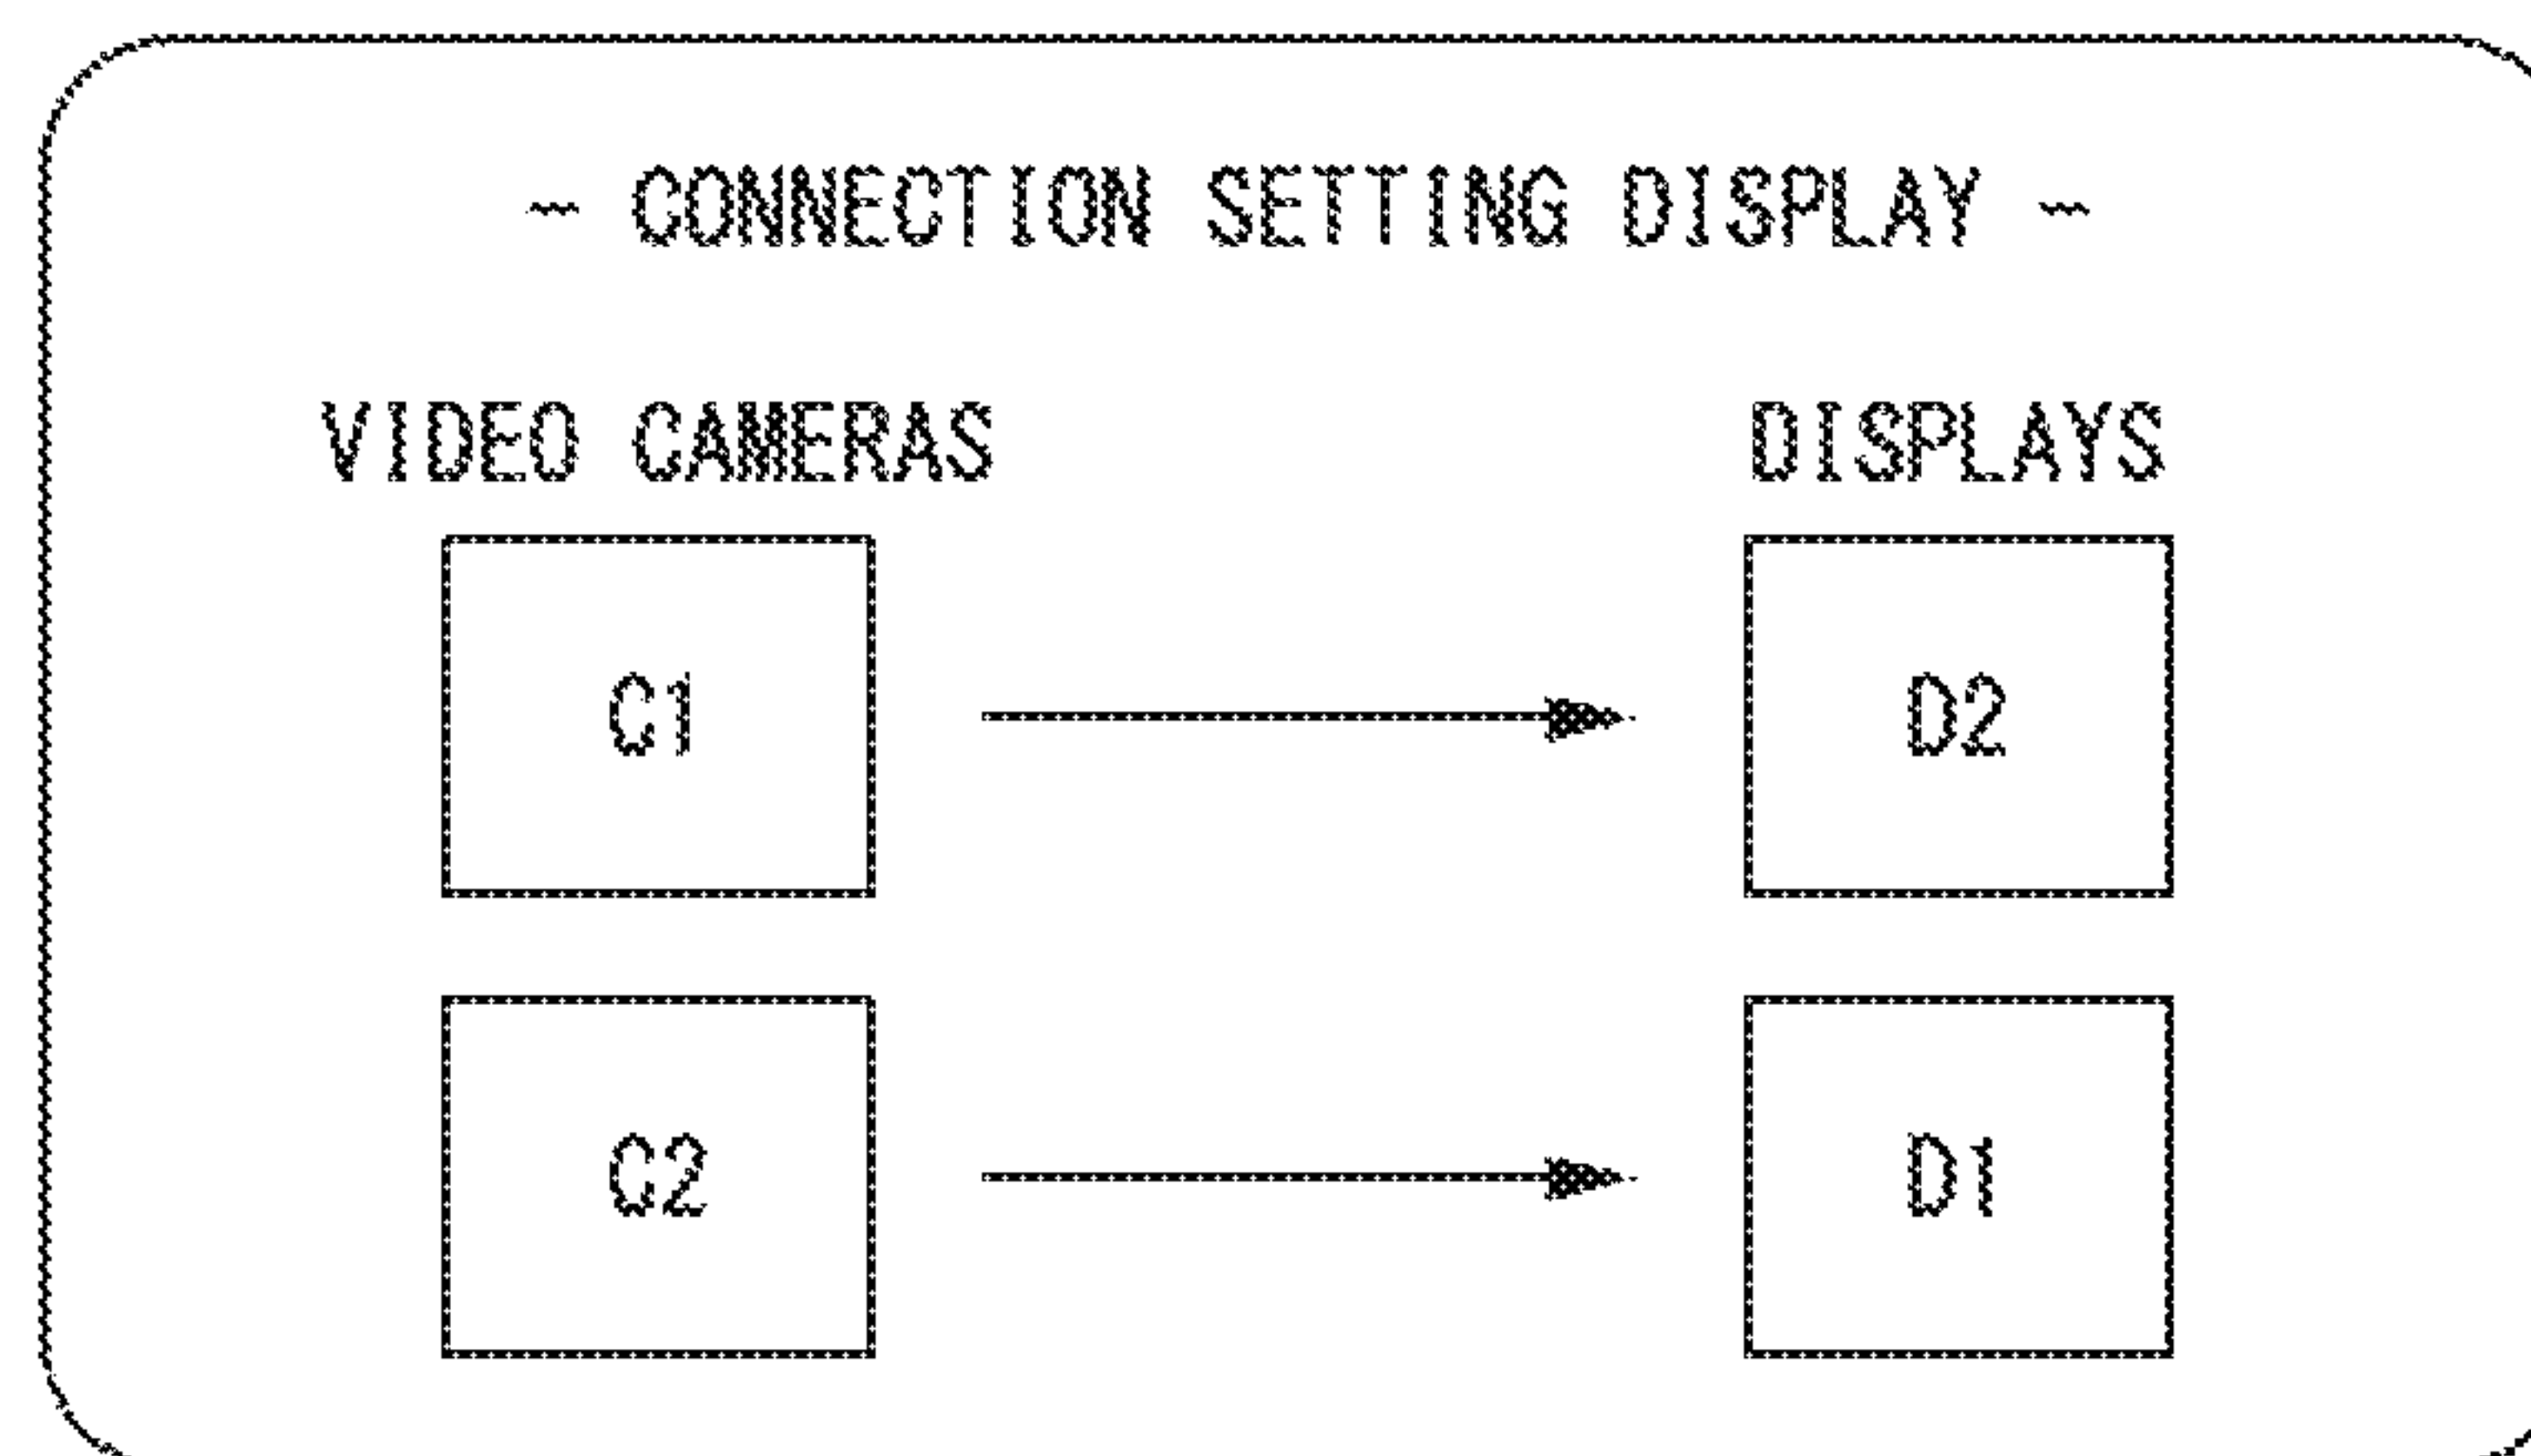 ~ CONNECTION SETTING DISPLAY ~
VIDEO CAMERAS DISPLAYS
C1 D2
C2 D1